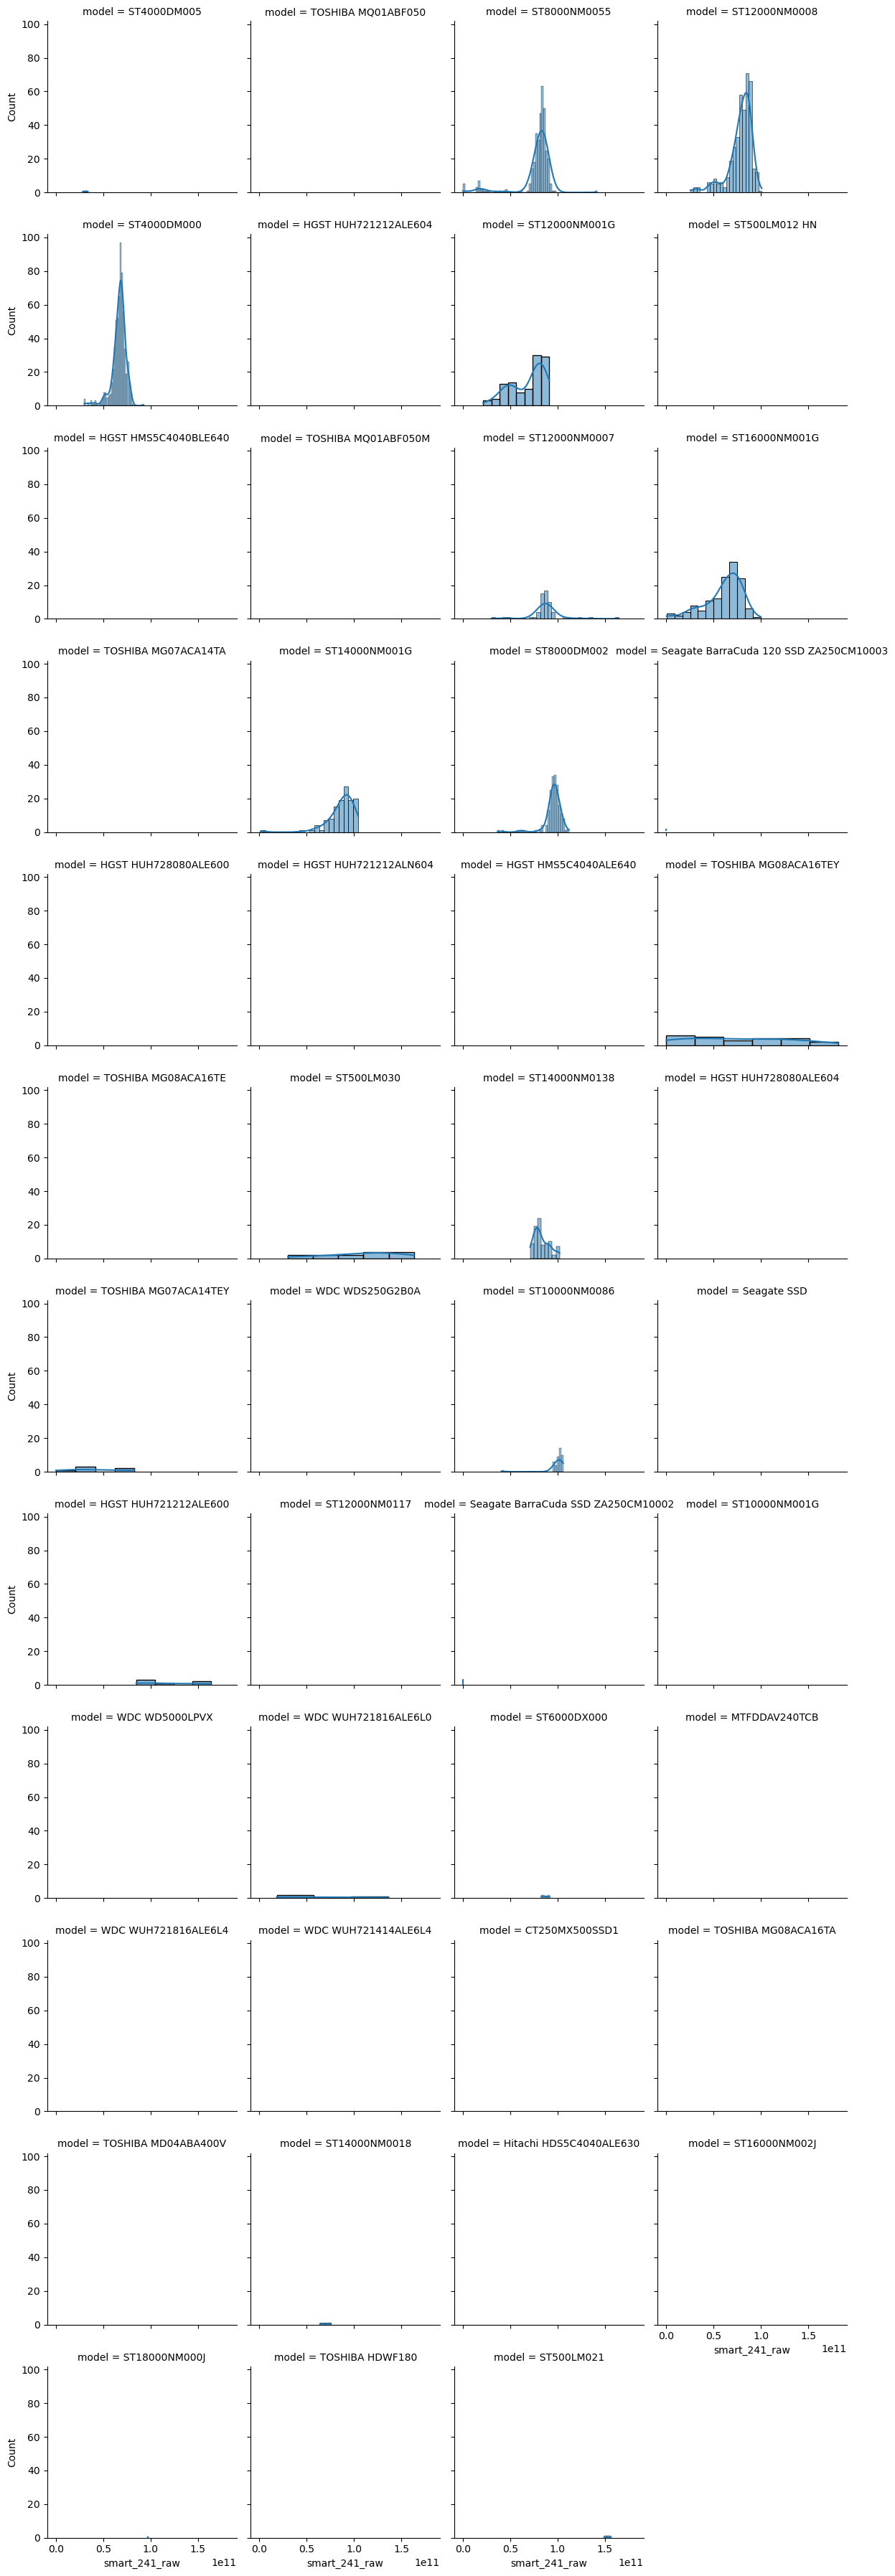 model = ST4000DM005
model = TOSHIBA MQ01ABF050
model = ST8000NM0055
model = ST12000NM0008
100
80
60
40
20
0
Count
model = ST4000DM000
model = HGST HUH721212ALE604
model = ST12000NM001G
model = ST500LM012 HN
100
80
60
40
20
0
Count
model = HGST HMS5C4040BLE640
model = TOSHIBA MQ01ABF050M
model = ST12000NM0007
model = ST16000NM001G
100
80
60
40
20
0
model = TOSHIBA MG07ACA14TA
model = ST14000NM001G
model = ST8000DM002
model = Seagate BarraCuda 120 SSD ZA250CM10003
100
80
60
40
20
0
model = HGST HUH728080ALE600
model = HGST HUH721212ALN604
model = HGST HMS5C4040ALE640
model = TOSHIBA MG08ACA16TEY
100
80
60
40
20
0
model = TOSHIBA MG08ACA16TE
model = ST500LM030
model = ST14000NM0138
model = HGST HUH728080ALE604
100
80
60
40
20
0
model = TOSHIBA MG07ACA14TEY
model = WDC WDS250G2B0A
model = ST10000NM0086
model = Seagate SSD
100
80
60
40
20
0
Count
model = HGST HUH721212ALE600
model = ST12000NM0117
model = Seagate BarraCuda SSD ZA250CM10002
model = ST10000NM001G
100
80
60
40
20
0
Count
model = WDC WD5000LPVX
model = WDC WUH721816ALE6L0
model = ST6000DX000
model = MTFDDAV240TCB
100
80
60
40
20
0
model = WDC WUH721816ALE6L4
model = WDC WUH721414ALE6L4
model = CT250MX500SSD1
model = TOSHIBA MG08ACA16TA
100
80
60
40
20
0
model = TOSHIBA MD04ABA400V
model = ST14000NM0018
model = Hitachi HDS5C4040ALE630
model = ST16000NM002J
100
80
60
40
20
0
0.0 0.5 1.0 1.5
1e11
smart_241_raw
model = ST18000NM000J
model = TOSHIBA HDWF180
model = ST500LM021
100
80
60
40
20
0
Count
0.0 0.5 1.0 1.5
1e11
smart_241_raw
0.0 0.5 1.0 1.5
1e11
smart_241_raw
0.0 0.5 1.0 1.5
1e11
smart_241_raw